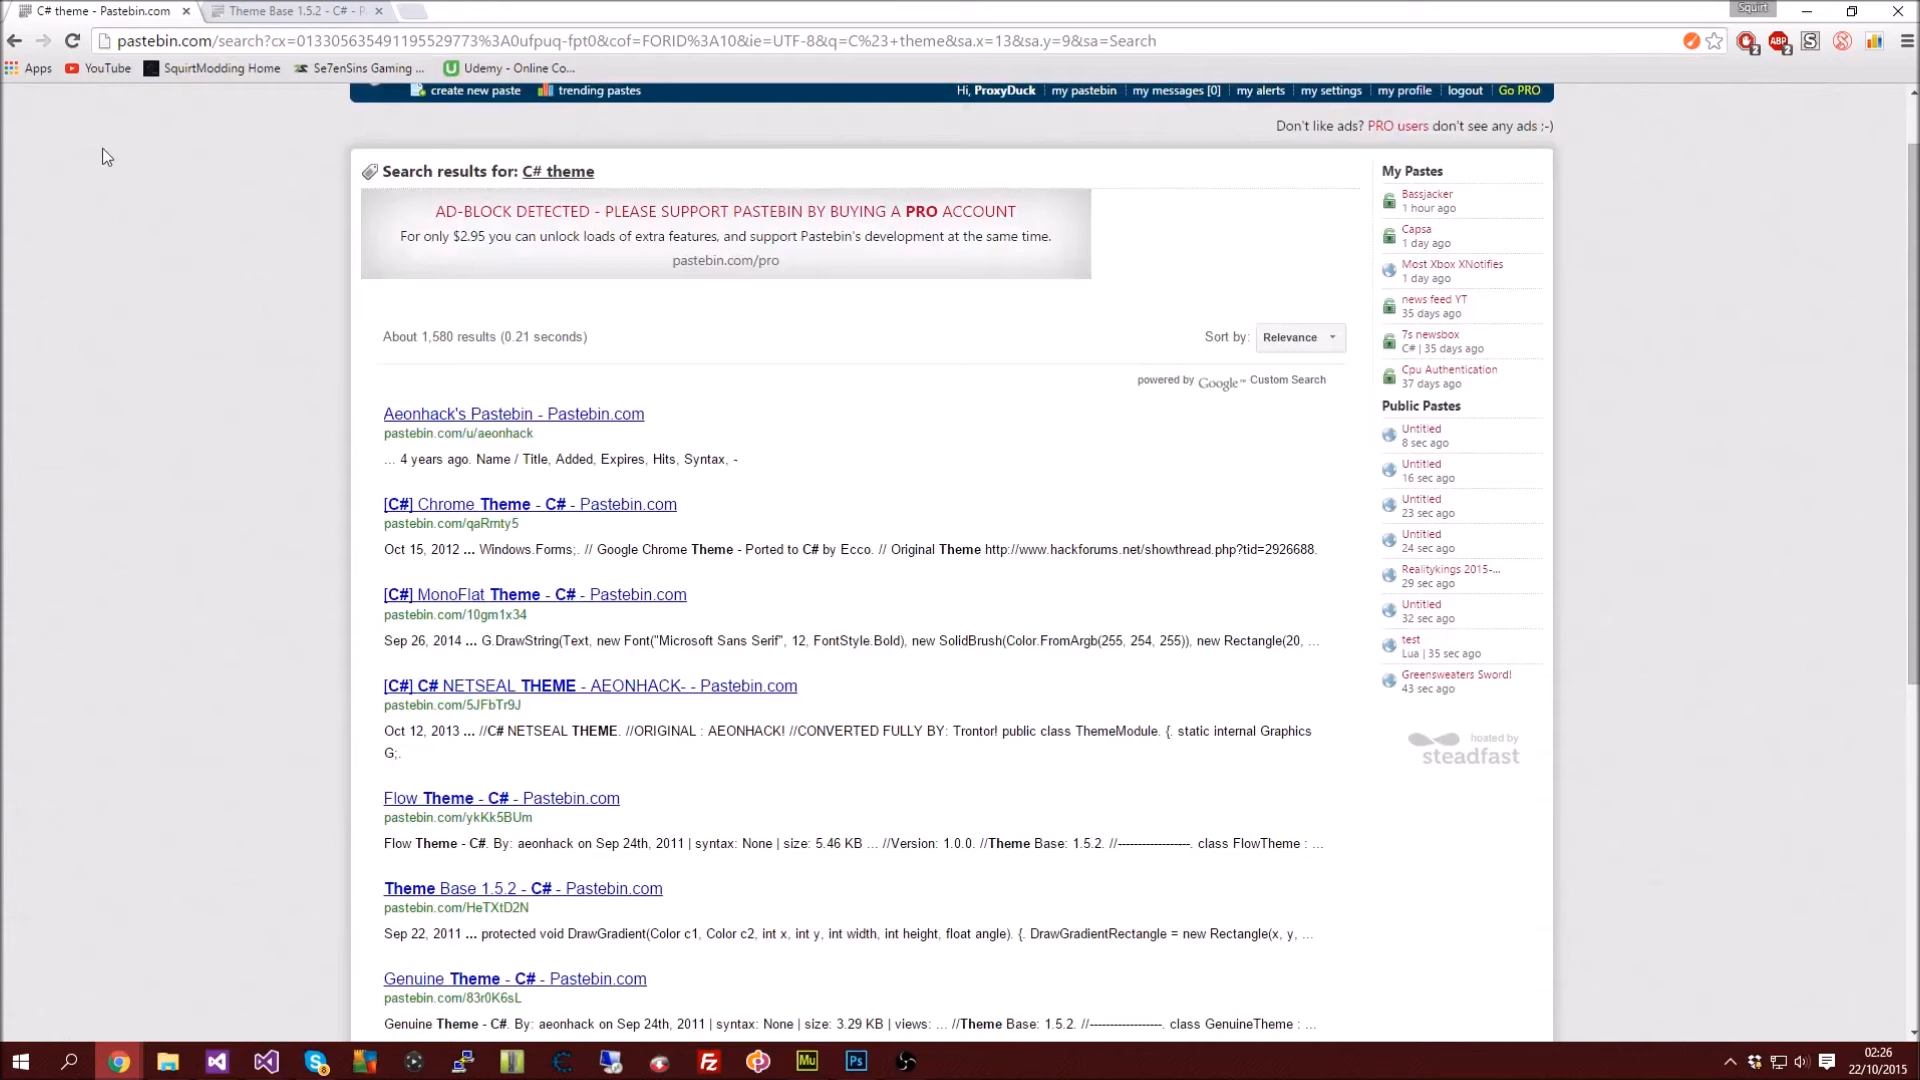 C# theme - Pastebin.com
Theme Base 1.5.2 - C# - P
Squirt
pastebin.com/search?cx=013305635491195529773%3A0ufpuq-fpt0&cof=FORID%3A10&ie=UTF-8&q=C%23+theme&sa.x=13&sa.y=9&sa=Search
Apps YouTube SquirtModding Home Se7enSins Gaming ... Udemy - Online Co...
create new paste trending pastes Hi, ProxyDuck my pastebin my messages [0] my alerts my settings my profile logout Go PRO
Don't like ads? PRO users don't see any ads ;-)
Search results for: C# theme
AD-BLOCK DETECTED - PLEASE SUPPORT PASTEBIN BY BUYING A PRO ACCOUNT
For only $2.95 you can unlock loads of extra features, and support Pastebin's development at the same time.
pastebin.com/pro
About 1,580 results (0.21 seconds)
Sort by: Relevance
powered by Google™ Custom Search
Aeonhack's Pastebin - Pastebin.com
pastebin.com/u/aeonhack
... 4 years ago. Name / Title, Added, Expires, Hits, Syntax, -
[C#] Chrome Theme - C# - Pastebin.com
pastebin.com/qaRmty5
Oct 15, 2012 ... Windows.Forms;. // Google Chrome Theme - Ported to C# by Ecco. // Original Theme http://www.hackforums.net/showthread.php?tid=2926688.
[C#] MonoFlat Theme - C# - Pastebin.com
pastebin.com/10gm1x34
Sep 26, 2014 ... G.DrawString(Text, new Font("Microsoft Sans Serif", 12, FontStyle.Bold), new SolidBrush(Color.FromArgb(255, 254, 255)), new Rectangle(20, ...
[C#] C# NETSEAL THEME - AEONHACK- - Pastebin.com
pastebin.com/5JFbTr9J
Oct 12, 2013 ... //C# NETSEAL THEME. //ORIGINAL : AEONHACK! //CONVERTED FULLY BY: Trontor! public class ThemeModule. {. static internal Graphics
G;.
Flow Theme - C# - Pastebin.com
pastebin.com/ykKk5BUm
Flow Theme - C#. By: aeonhack on Sep 24th, 2011 | syntax: None | size: 5.46 KB ... //Version: 1.0.0. //Theme Base: 1.5.2. //------------------. class FlowTheme : ...
Theme Base 1.5.2 - C# - Pastebin.com
pastebin.com/HeTXtD2N
Sep 22, 2011 ... protected void DrawGradient(Color c1, Color c2, int x, int y, int width, int height, float angle). {. DrawGradientRectangle = new Rectangle(x, y, ...
Genuine Theme - C# - Pastebin.com
pastebin.com/83r0K6sL
Genuine Theme - C#. By: aeonhack on Sep 24th, 2011 | syntax: None | size: 3.29 KB | views: ... //Theme Base: 1.5.2. //------------------. class GenuineTheme : ...
My Pastes
Bassjacker
1 hour ago
Capsa
1 day ago
Most Xbox XNotifies
1 day ago
news feed YT
35 days ago
7s newsbox
C# | 35 days ago
Cpu Authentication
37 days ago
Public Pastes
Untitled
8 sec ago
Untitled
16 sec ago
Untitled
23 sec ago
Untitled
24 sec ago
Realitykings 2015-...
29 sec ago
Untitled
32 sec ago
test
Lua | 35 sec ago
Greensweaters Sword!
43 sec ago
hosted by
steadfast
02:26
22/10/2015